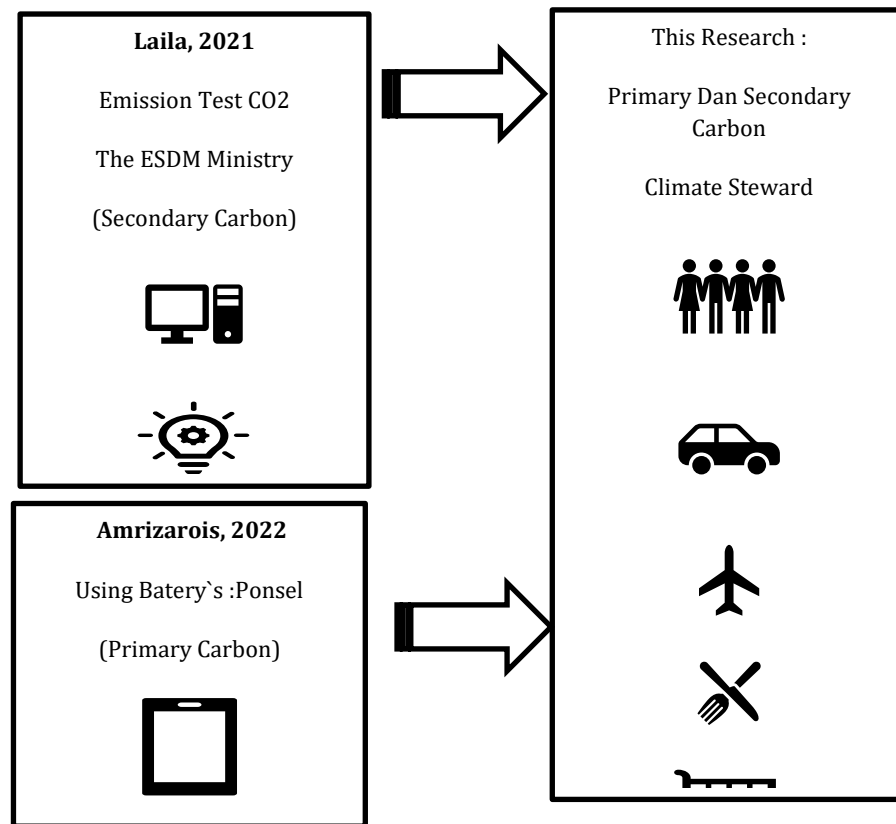 Laila, 2021
Emission Test CO2
The ESDM Ministry
(Secondary Carbon)
Amrizarois, 2022
Using Batery`s :Ponsel
(Primary Carbon)
This Research :
Primary Dan Secondary
Carbon
Climate Steward